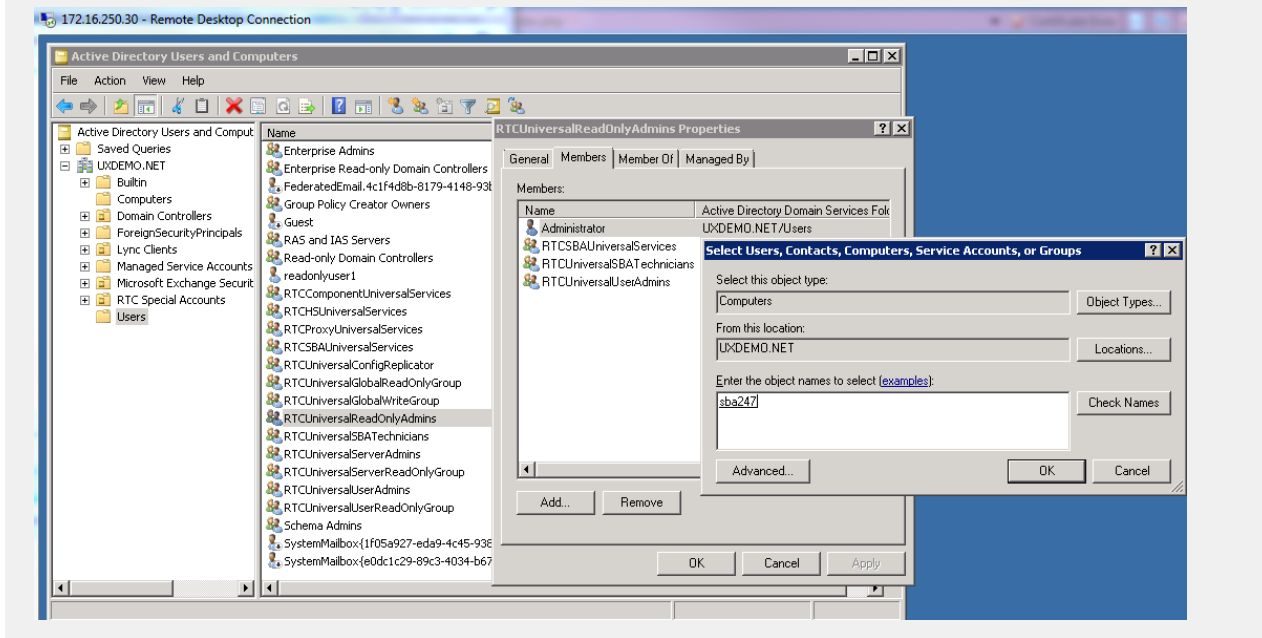 172.16.250.30 - Remote Desktop Connection
Active Directory Users and Computers
File Action View Help
Active Directory Users and Comput
Saved Queries
UXDEMO.NET
Builtin
Computers
Domain Controllers
ForeignSecurityPrincipals
Lync Clients
Managed Service Accounts
Microsoft Exchange Securit
RTC Special Accounts
Users
Name
Enterprise Admins
Enterprise Read-only Domain Controllers
FederatedEmail.4c1f4d8b-8179-4148-93b
Group Policy Creator Owners
Guest
RAS and IAS Servers
Read-only Domain Controllers
readonlyuser1
RTCComponentUniversalServices
RTCHSUniversalServices
RTCProxyUniversalServices
RTCSBAUniversalServices
RTCUniversalConfigReplicator
RTCUniversalGlobalReadOnlyGroup
RTCUniversalGlobalWriteGroup
RTCUniversalReadOnlyAdmins
RTCUniversalSBATechnicians
RTCUniversalServerAdmins
RTCUniversalServerReadOnlyGroup
RTCUniversalUserAdmins
RTCUniversalUserReadOnlyGroup
Schema Admins
SystemMailbox{1f05a927-eda9-4c45-938
SystemMailbox{e0dc1c29-89c3-4034-b67
RTCUniversalReadOnlyAdmins Properties
General Members Member Of Managed By
Members:
Name Active Directory Domain Services Fold
Administrator UXDEMO.NET/Users
RTCSBAUniversalServices
RTCUniversalSBATechnicians
RTCUniversalUserAdmins
Add... Remove
OK Cancel Apply
Select Users, Contacts, Computers, Service Accounts, or Groups
Select this object type:
Computers Object Types...
From this location:
UXDEMO.NET Locations...
Enter the object names to select (examples):
sba247 Check Names
Advanced... OK Cancel